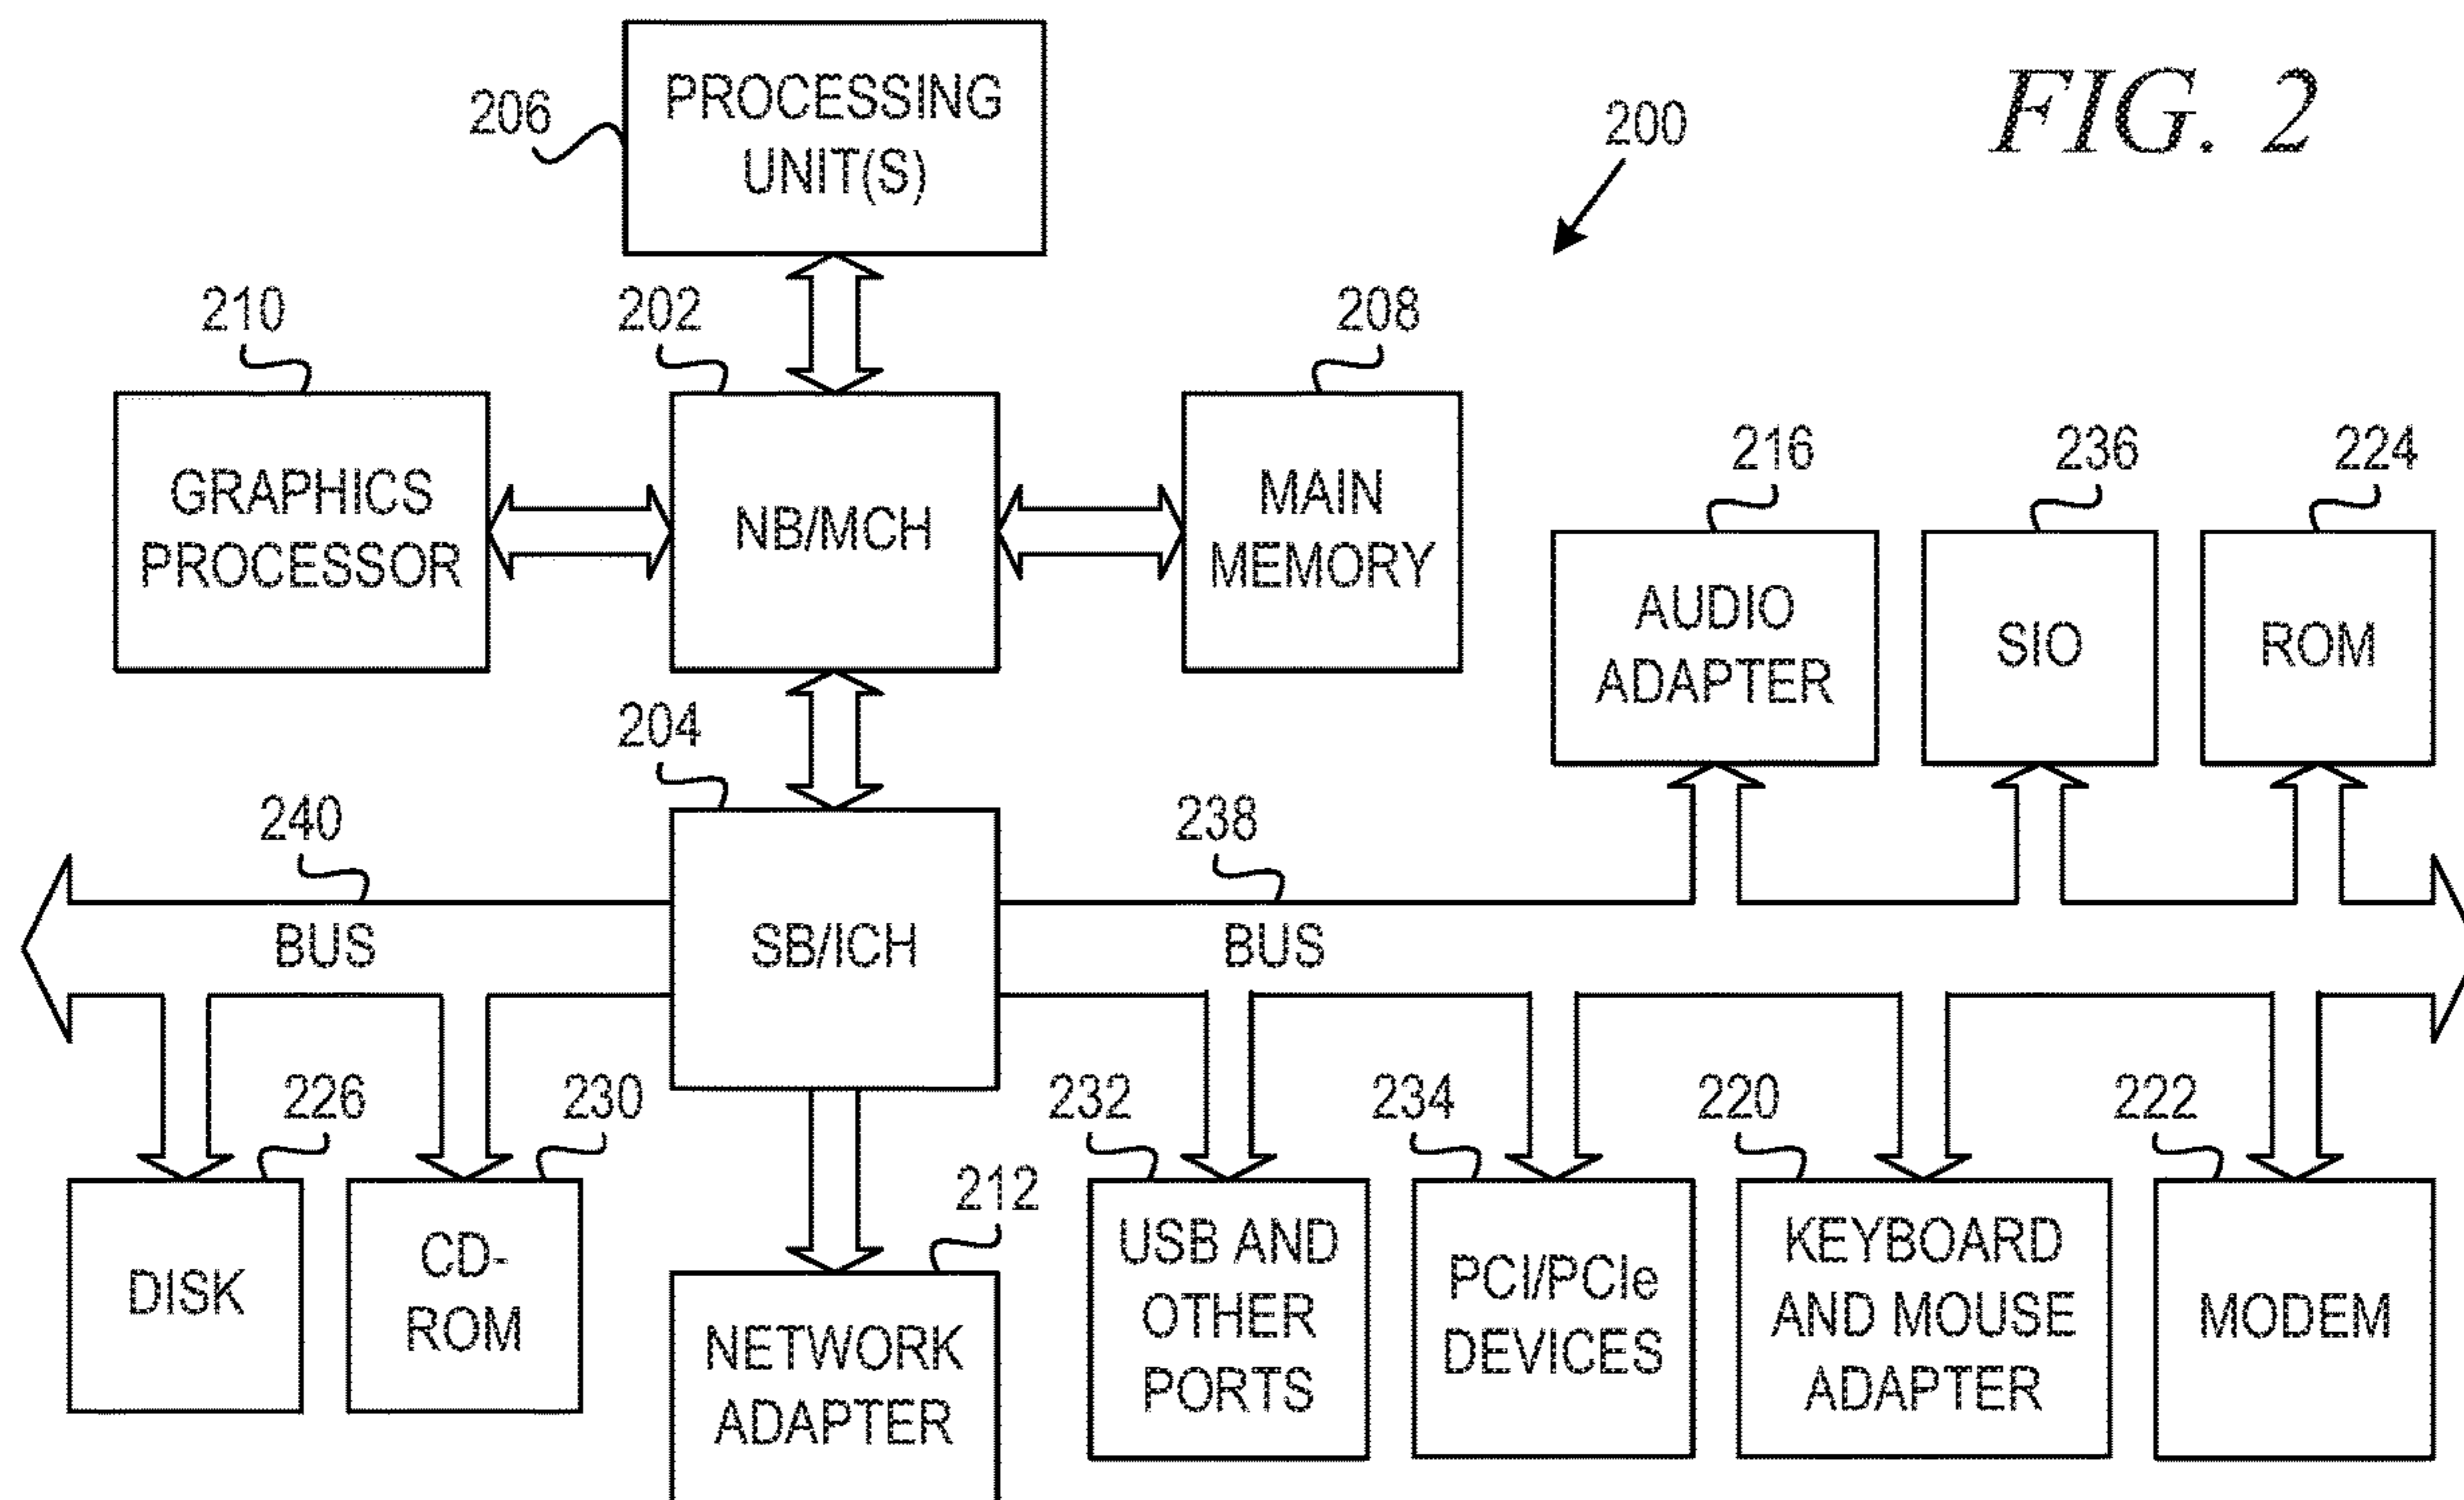 FIG. 2
200
206
PROCESSING
UNIT(S)
210
202
208
GRAPHICS
PROCESSOR
NB/MCH
MAIN
MEMORY
216
236
224
AUDIO
ADAPTER
SIO
ROM
204
240
238
BUS
SB/ICH
BUS
226
230
212
232
234
220
222
DISK
CD-
ROM
NETWORK
ADAPTER
USB AND
OTHER
PORTS
PCI/PCIe
DEVICES
KEYBOARD
AND MOUSE
ADAPTER
MODEM